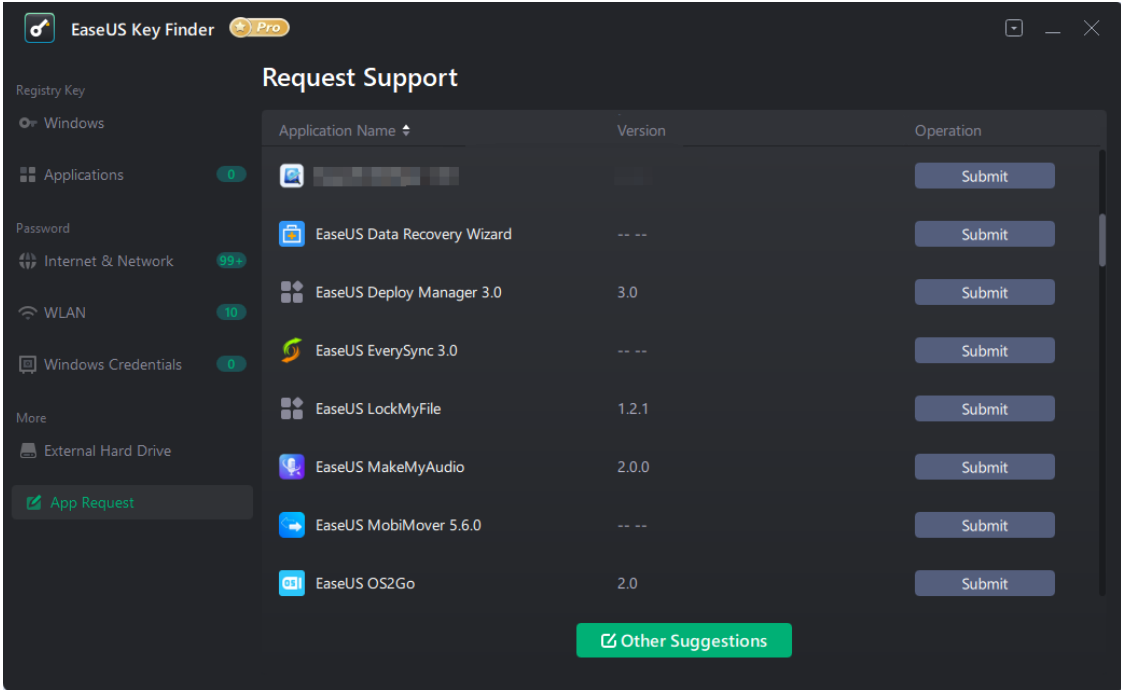 EaseUS Key Finder Pro
Registry Key
Windows
Applications 0
Password
Internet & Network 99+
WLAN 10
Windows Credentials 0
More
External Hard Drive
App Request
Request Support
Application Name Version Operation
Submit
EaseUS Data Recovery Wizard -- -- Submit
EaseUS Deploy Manager 3.0 3.0 Submit
EaseUS EverySync 3.0 -- -- Submit
EaseUS LockMyFile 1.2.1 Submit
EaseUS MakeMyAudio 2.0.0 Submit
EaseUS MobiMover 5.6.0 -- -- Submit
EaseUS OS2Go 2.0 Submit
Other Suggestions